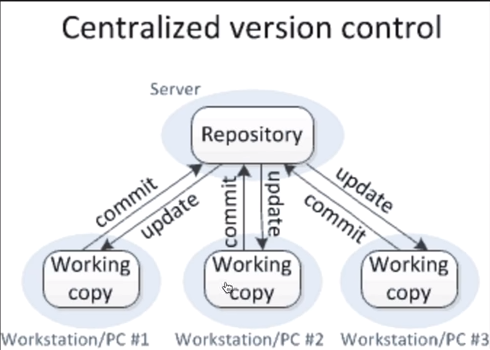 Centralized version control
Server
Repository
commit
update
commit
update
commit
update
Working
copy
Working
copy
Working
copy
Workstation/PC #1
Workstation/PC #2
Workstation/PC #3